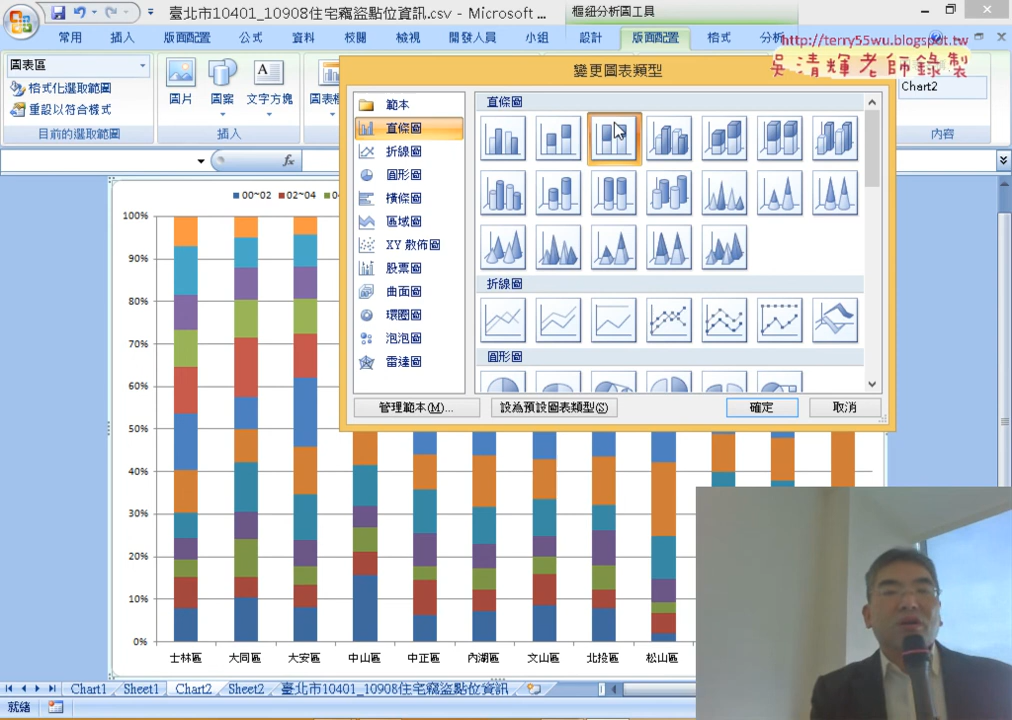 臺北市10401_10908住宅竊盜點位資訊.csv - Microsoft ...
樞紐分析圖工具
常用 插入 版面配置 公式 資料 校閱 檢視 開發人員 小組 設計 版面配置 格式 分析
http://terry55wu.blogspot.tw
吳清輝老師錄製
圖表區
格式化選取範圍
重設以符合樣式
目前的選取範圍
圖片 圖案 文字方塊
插入
Chart2
內容
fx
變更圖表類型
範本
直條圖
折線圖
圓形圖
橫條圖
區域圖
XY 散佈圖
股票圖
曲面圖
環圈圖
泡泡圖
雷達圖
直條圖
折線圖
圓形圖
管理範本(M)... 設為預設圖表類型(S) 確定 取消
00~02 02~04
100%
90%
80%
70%
60%
50%
40%
30%
20%
10%
0%
士林區 大同區 大安區 中山區 中正區 內湖區 文山區 北投區 松山區
Chart1 Sheet1 Chart2 Sheet2 臺北市10401_10908住宅竊盜點位資訊
就緒